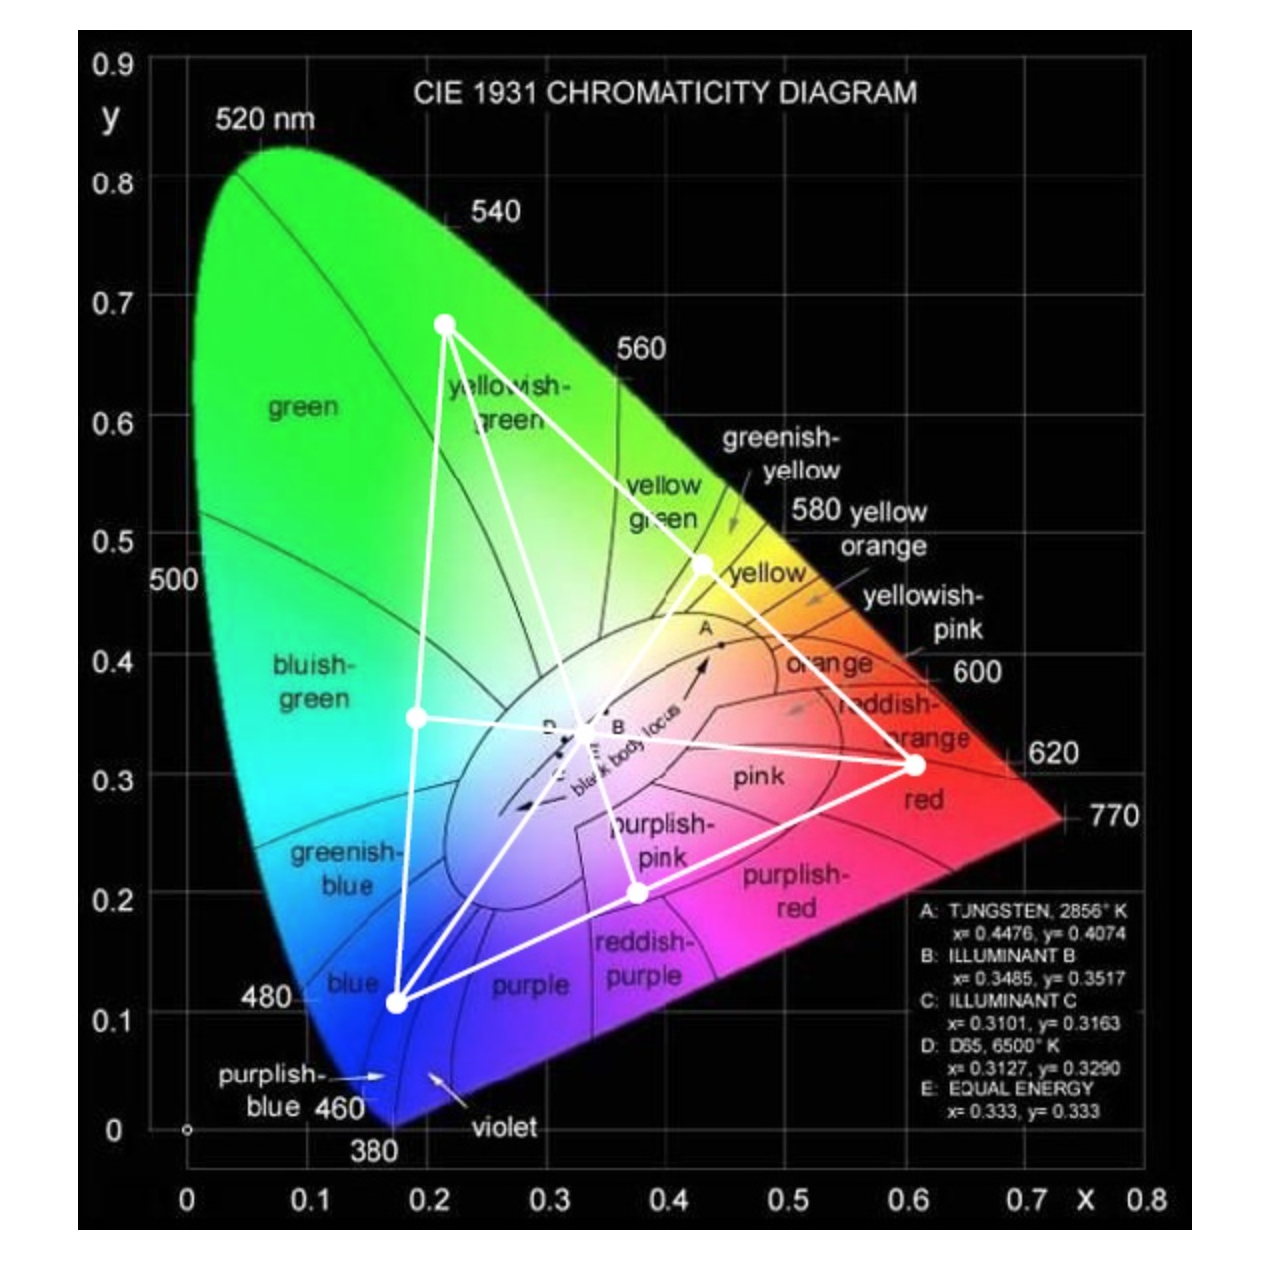 0.9
CIE 1931 CHROMATICITY DIAGRAM
y
520 nm
0.8
540
0.7
560
yellowish-
green
green
0.6
greenish-
yellow
yellow
green
580
yellow
orange
0.5
500
yellow
yellowish-
pink
A
0.4
bluish-
green
orange
600
reddish-
orange
D
B
E
C
black body locus
620
0.3
pink
red
770
purplish-
pink
greenish-
blue
purplish-
red
0.2
A: TUNGSTEN, 2856° K
x= 0.4476, y= 0.4074
B: ILLUMINANT B
x= 0.3485, y= 0.3517
C: ILLUMINANT C
x= 0.3101, y= 0.3163
D: D65, 6500° K
x= 0.3127, y= 0.3290
E: EQUAL ENERGY
x= 0.333, y= 0.333
reddish-
purple
blue
purple
480
0.1
purplish-
blue
460
violet
0
380
0 0.1 0.2 0.3 0.4 0.5 0.6 0.7 X 0.8